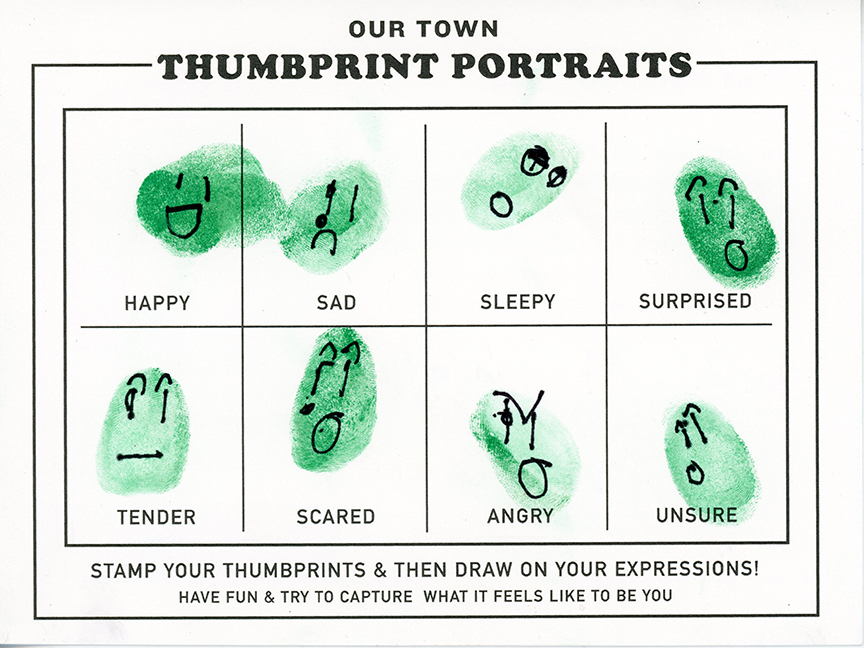 OUR TOWN
THUMBPRINT PORTRAITS
HAPPY SAD SLEEPY SURPRISED
TENDER SCARED ANGRY UNSURE
STAMP YOUR THUMBPRINTS & THEN DRAW ON YOUR EXPRESSIONS!
HAVE FUN & TRY TO CAPTURE WHAT IT FEELS LIKE TO BE YOU